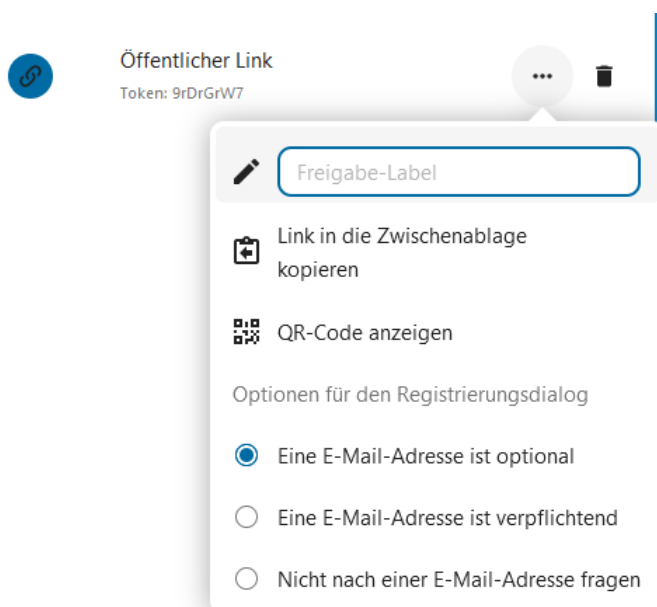 Öffentlicher Link
Token: 9rDrGrW7
Freigabe-Label
Link in die Zwischenablage
kopieren
QR-Code anzeigen
Optionen für den Registrierungsdialog
Eine E-Mail-Adresse ist optional
Eine E-Mail-Adresse ist verpflichtend
Nicht nach einer E-Mail-Adresse fragen